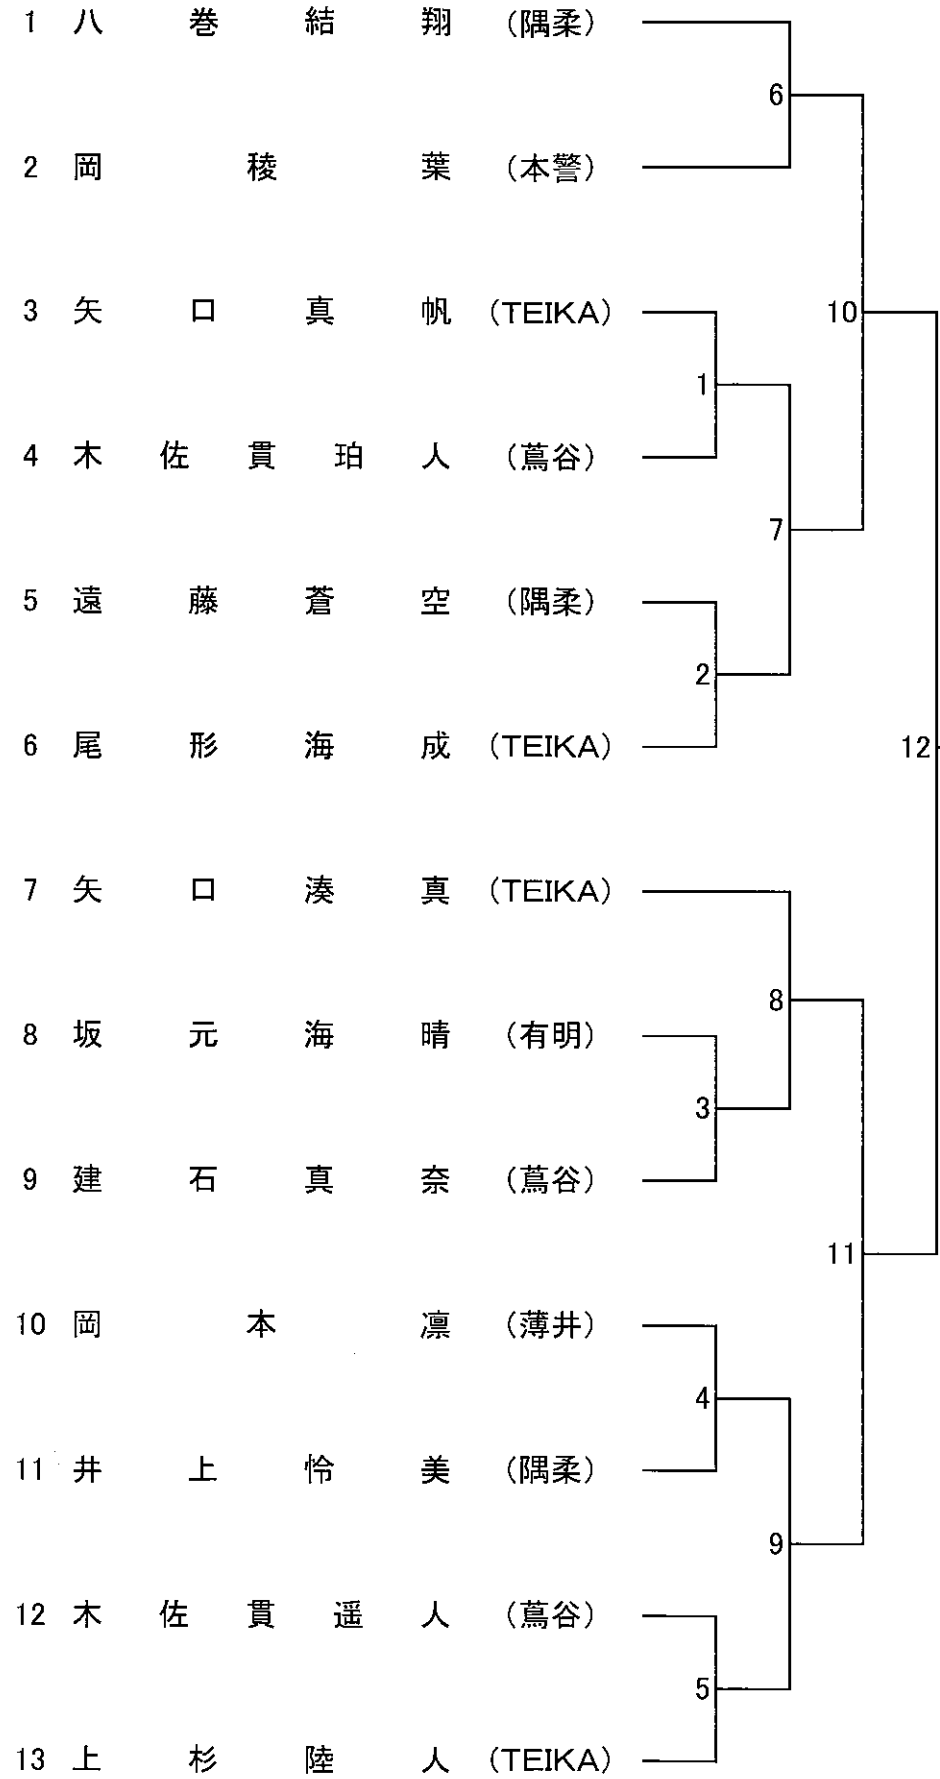 1 八巻結翔 (隅柔)
6
2 岡稜葉 (本警)
3 矢口真帆 (TEIKA)
10
1
4 木佐貫珀人 (蔦谷)
7
5 遠藤蒼空 (隅柔)
2
6 尾形海成 (TEIKA)
12
7 矢口湊真 (TEIKA)
8
8 坂元海晴 (有明)
3
9 建石真奈 (蔦谷)
11
10 岡本凛 (薄井)
4
11 井上怜美 (隅柔)
9
12 木佐貫遥人 (蔦谷)
5
13 上杉陸人 (TEIKA)